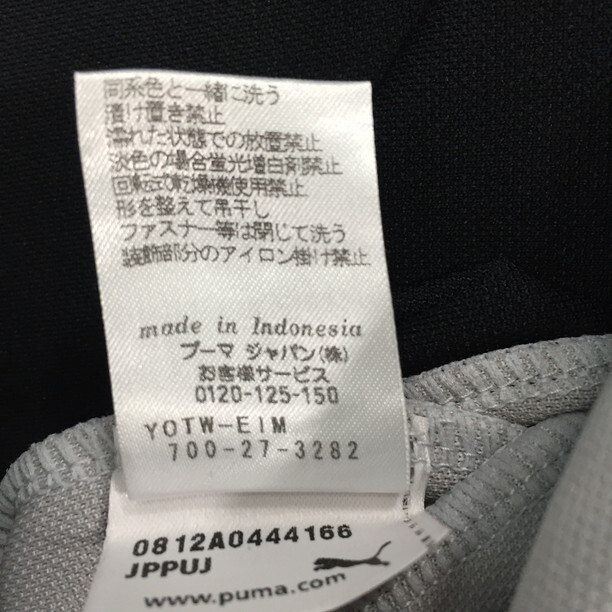 同系色と一緒に洗う
漬け置き禁止
濡れた状態での放置禁止
淡色の場合蛍光増白剤禁止
回転式乾燥機使用禁止
形を整えて吊干し
ファスナー等は閉じて洗う
装飾部分のアイロン掛け禁止
made in Indonesia
プーマ ジャパン(株)
お客様サービス
0120-125-150
YOTW-EIM
700-27-3282
0812A0444166
JPPUJ
www.puma.com